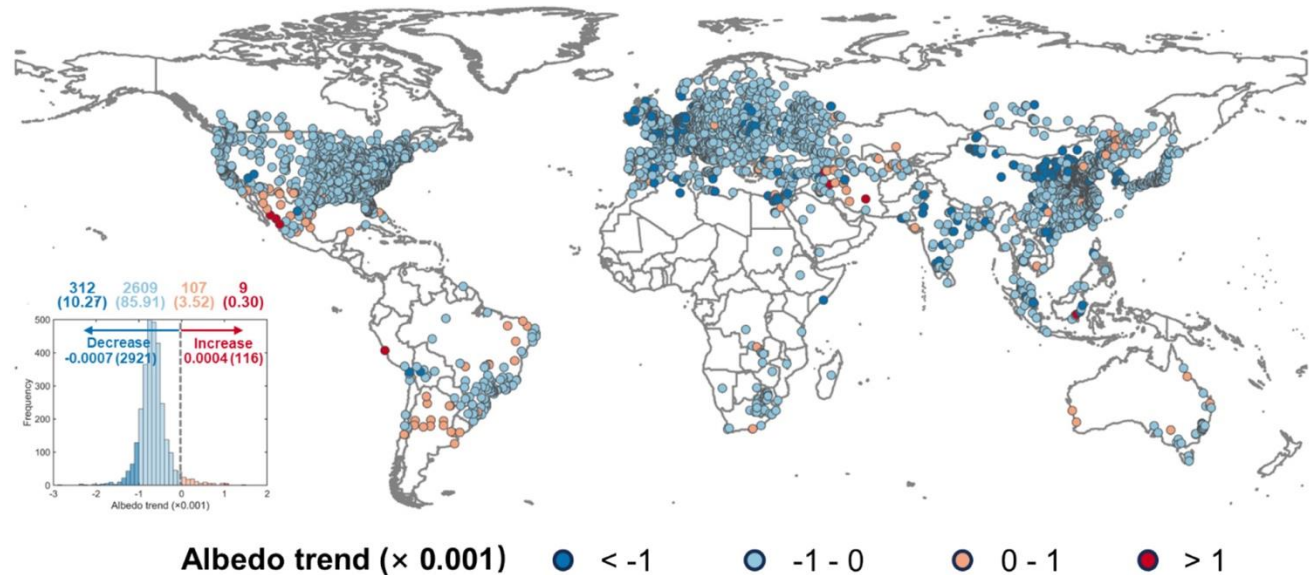 312 2609 107 9
(10.27) (85.91) (3.52) (0.30)
500
400
300
200
100
0
Frequency
Decrease Increase
-0.0007 (2921) 0.0004 (116)
-3 -2 -1 0 1 2
Albedo trend (×0.001)
Albedo trend (× 0.001) < -1 -1 - 0 0 - 1 > 1